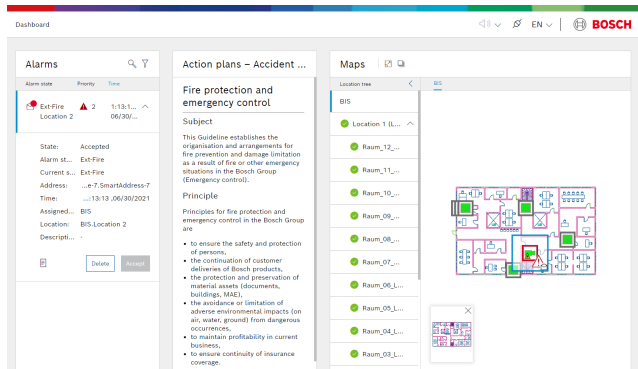 Dashboard
EN
BOSCH
Alarms
Alarm state Priority Time
Ext-Fire 2 1:13:1...
Location 2 06/30/...
State: Accepted
Alarm st... Ext-Fire
Current s... Ext-Fire
Address: ...e-7.SmartAddress-7
Time: ...:13:13 ,06/30/2021
Assigned... BIS
Location: BIS.Location 2
Descripti... -
Delete Accept
Action plans – Accident ...
Fire protection and
emergency control
Subject
This Guideline establishes the
origanisation and arrangements for
fire prevention and damage limitation
as a result of fire or other emergency
situations in the Bosch Group
(Emergency control).
Principle
Principles for fire protection and
emergency control in the Bosch Group
are
• to ensure the safety and protection
of persons,
• the continuation of customer
deliveries of Bosch products,
• the protection and preservation of
material assets (documents,
buildings, MAE),
• the avoidance or limitation of
adverse environmental impacts (on
air, water, ground) from dangerous
occurrences,
• to maintain profitability in current
business,
• to ensure continuity of insurance
coverage.
Maps
Location tree
BIS
BIS
Location 1 (L...
Raum_12_...
Raum_11_...
Raum_10_...
Raum_09_...
Raum_08_...
Raum_07_...
Raum_06_L...
Raum_05_L...
Raum_04_L...
Raum_03_L...